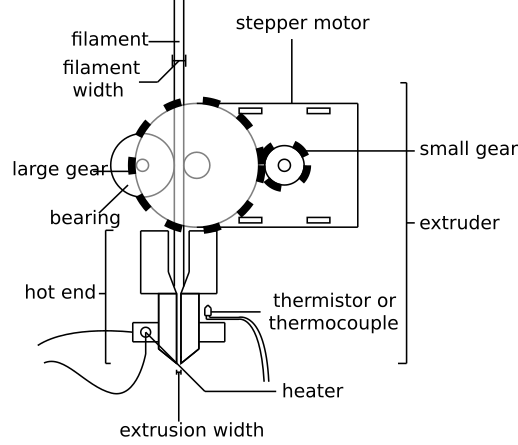 stepper motor
filament
filament
width
small gear
large gear
bearing
extruder
hot end
thermistor or
thermocouple
heater
extrusion width